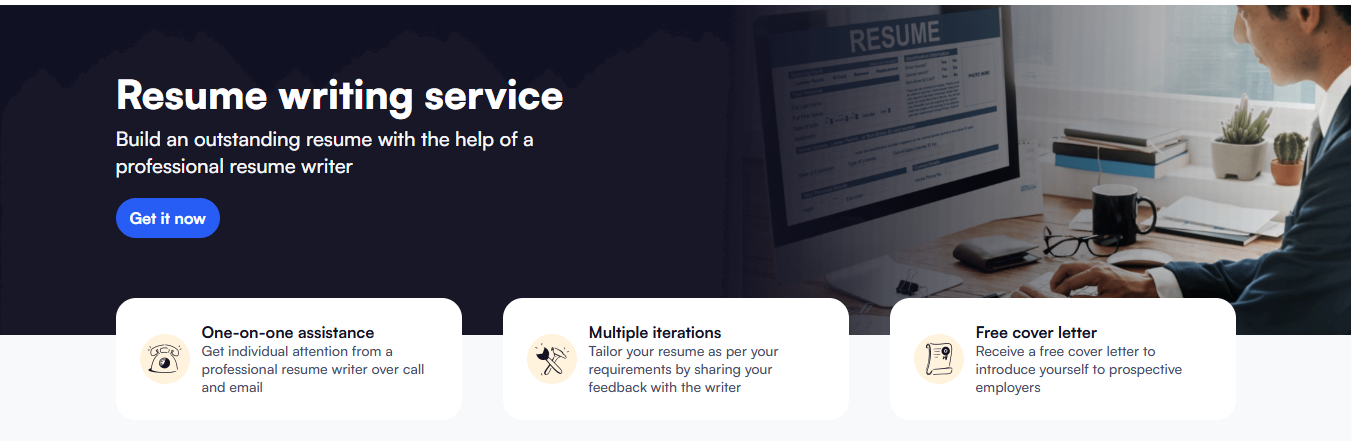 RESUME
Resume writing service
Build an outstanding resume with the help of a
professional resume writer
Get it now
One-on-one assistance
Get individual attention from a
professional resume writer over call
and email
Multiple iterations
Tailor your resume as per your
requirements by sharing your
feedback with the writer
Free cover letter
Receive a free cover letter to
introduce yourself to prospective
employers